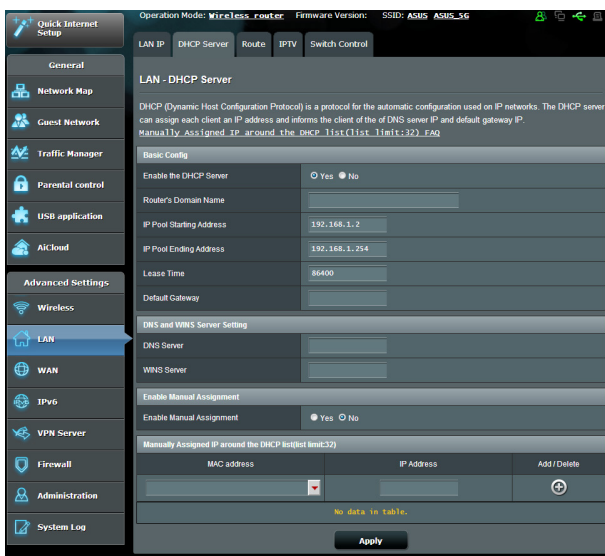 Quick Internet Setup
Operation Mode: Wireless router Firmware Version: SSID: ASUS ASUS_5G
LAN IP DHCP Server Route IPTV Switch Control
General
Network Map
Guest Network
Traffic Manager
Parental control
USB application
AiCloud
Advanced Settings
Wireless
LAN
WAN
IPv6
VPN Server
Firewall
Administration
System Log
LAN - DHCP Server
DHCP (Dynamic Host Configuration Protocol) is a protocol for the automatic configuration used on IP networks. The DHCP server
can assign each client an IP address and informs the client of the of DNS server IP and default gateway
IP.
Manually Assigned IP around the DHCP list(list limit:32) FAQ
Basic Config
Enable the DHCP Server Yes No
Router's Domain Name
IP Pool Starting Address 192.168.1.2
IP Pool Ending Address 192.168.1.254
Lease Time 86400
Default Gateway
DNS and WINS Server Setting
DNS Server
WINS Server
Enable Manual Assignment
Enable Manual Assignment Yes No
Manually Assigned IP around the DHCP list(list limit:32)
MAC address IP Address Add / Delete
No data in table.
Apply